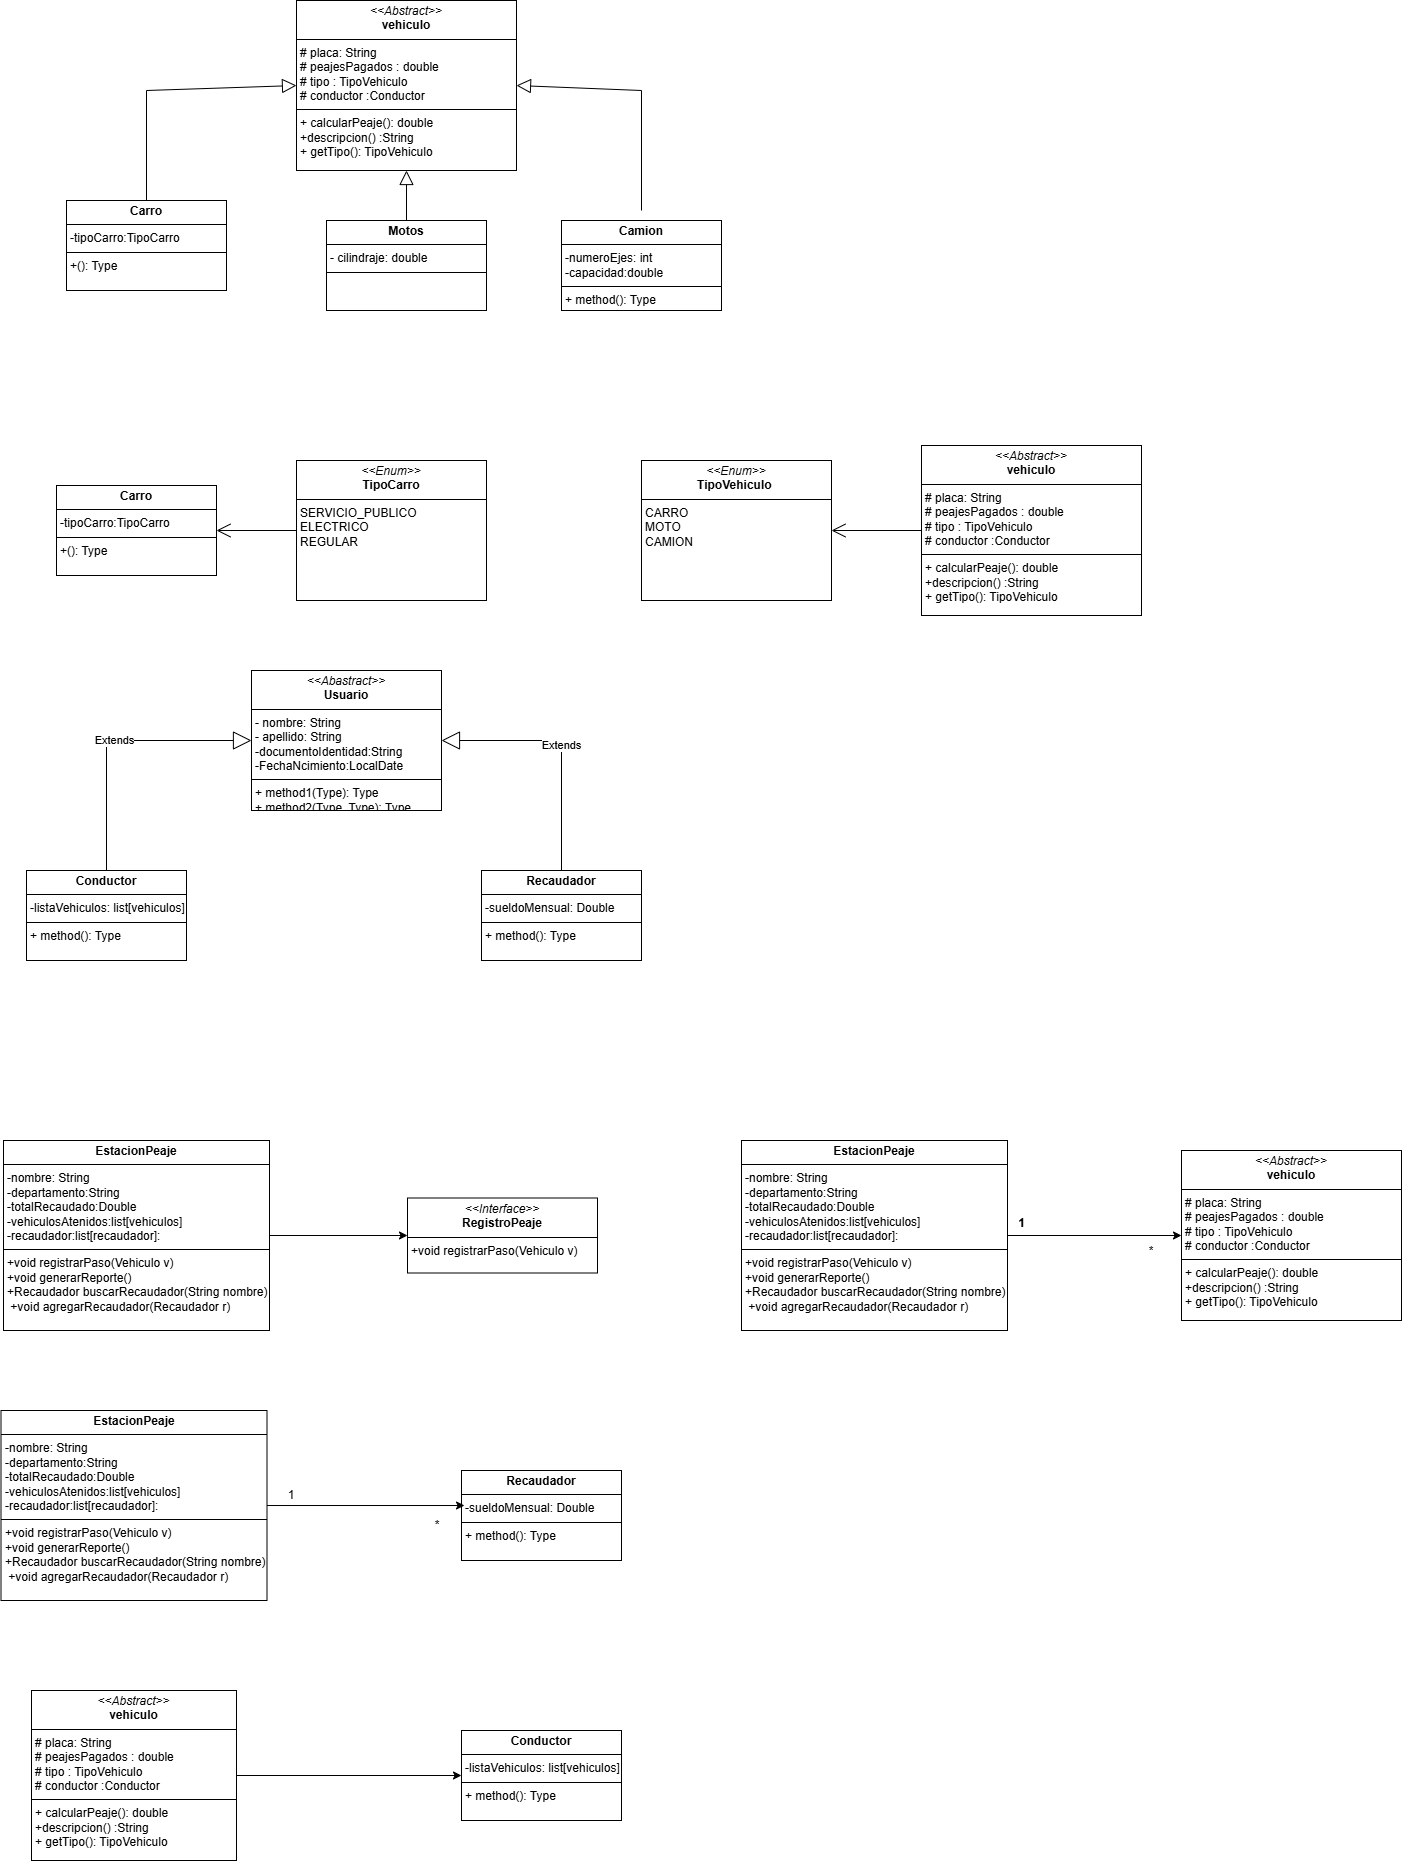 <<Abstract>>
vehiculo
# placa: String
# peajesPagados : double
# tipo : TipoVehiculo
# conductor :Conductor
+ calcularPeaje(): double
+descripcion() :String
+ getTipo(): TipoVehiculo
Carro
-tipoCarro:TipoCarro
+(): Type
Motos
- cilindraje: double
Camion
-numeroEjes: int
-capacidad:double
+ method(): Type
Carro
-tipoCarro:TipoCarro
+(): Type
<<Enum>>
TipoCarro
SERVICIO_PUBLICO
ELECTRICO
REGULAR
<<Enum>>
TipoVehiculo
CARRO
MOTO
CAMION
<<Abstract>>
vehiculo
# placa: String
# peajesPagados : double
# tipo : TipoVehiculo
# conductor :Conductor
+ calcularPeaje(): double
+descripcion() :String
+ getTipo(): TipoVehiculo
<<Abastract>>
Usuario
- nombre: String
- apellido: String
-documentoIdentidad:String
-FechaNcimiento:LocalDate
+ method1(Type): Type
+ method2(Type, Type): Type
Extends
Extends
Conductor
-listaVehiculos: list[vehiculos]
+ method(): Type
Recaudador
-sueldoMensual: Double
+ method(): Type
EstacionPeaje
-nombre: String
-departamento:String
-totalRecaudado:Double
-vehiculosAtenidos:list[vehiculos]
-recaudador:list[recaudador]:
+void registrarPaso(Vehiculo v)
+void generarReporte()
+Recaudador buscarRecaudador(String nombre)
+void agregarRecaudador(Recaudador r)
<<Interface>>
RegistroPeaje
+void registrarPaso(Vehiculo v)
EstacionPeaje
-nombre: String
-departamento:String
-totalRecaudado:Double
-vehiculosAtenidos:list[vehiculos]
-recaudador:list[recaudador]:
+void registrarPaso(Vehiculo v)
+void generarReporte()
+Recaudador buscarRecaudador(String nombre)
+void agregarRecaudador(Recaudador r)
1
*
<<Abstract>>
vehiculo
# placa: String
# peajesPagados : double
# tipo : TipoVehiculo
# conductor :Conductor
+ calcularPeaje(): double
+descripcion() :String
+ getTipo(): TipoVehiculo
EstacionPeaje
-nombre: String
-departamento:String
-totalRecaudado:Double
-vehiculosAtenidos:list[vehiculos]
-recaudador:list[recaudador]:
+void registrarPaso(Vehiculo v)
+void generarReporte()
+Recaudador buscarRecaudador(String nombre)
+void agregarRecaudador(Recaudador r)
1
*
Recaudador
-sueldoMensual: Double
+ method(): Type
<<Abstract>>
vehiculo
# placa: String
# peajesPagados : double
# tipo : TipoVehiculo
# conductor :Conductor
+ calcularPeaje(): double
+descripcion() :String
+ getTipo(): TipoVehiculo
Conductor
-listaVehiculos: list[vehiculos]
+ method(): Type